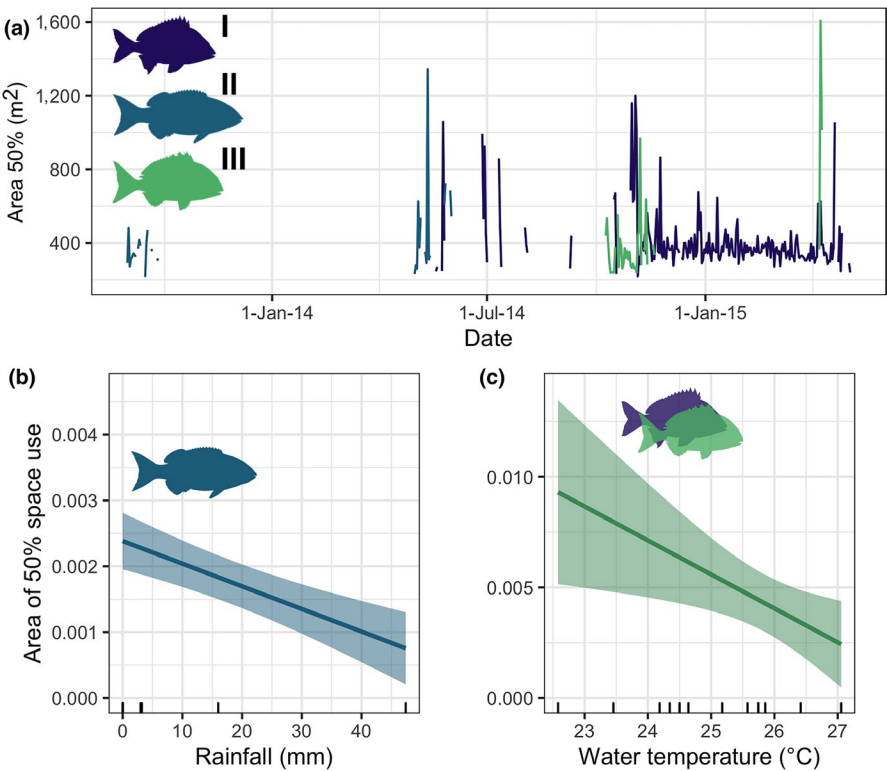 (a)
Area 50% (m2)
1,600
1,200
800
400
I
II
III
1-Jan-14
1-Jul-14
1-Jan-15
Date
(b)
Area of 50% space use
0.004
0.003
0.002
0.001
0.000
0
10
20
30
40
Rainfall (mm)
(c)
0.010
0.005
0.000
23
24
25
26
27
Water temperature (°C)